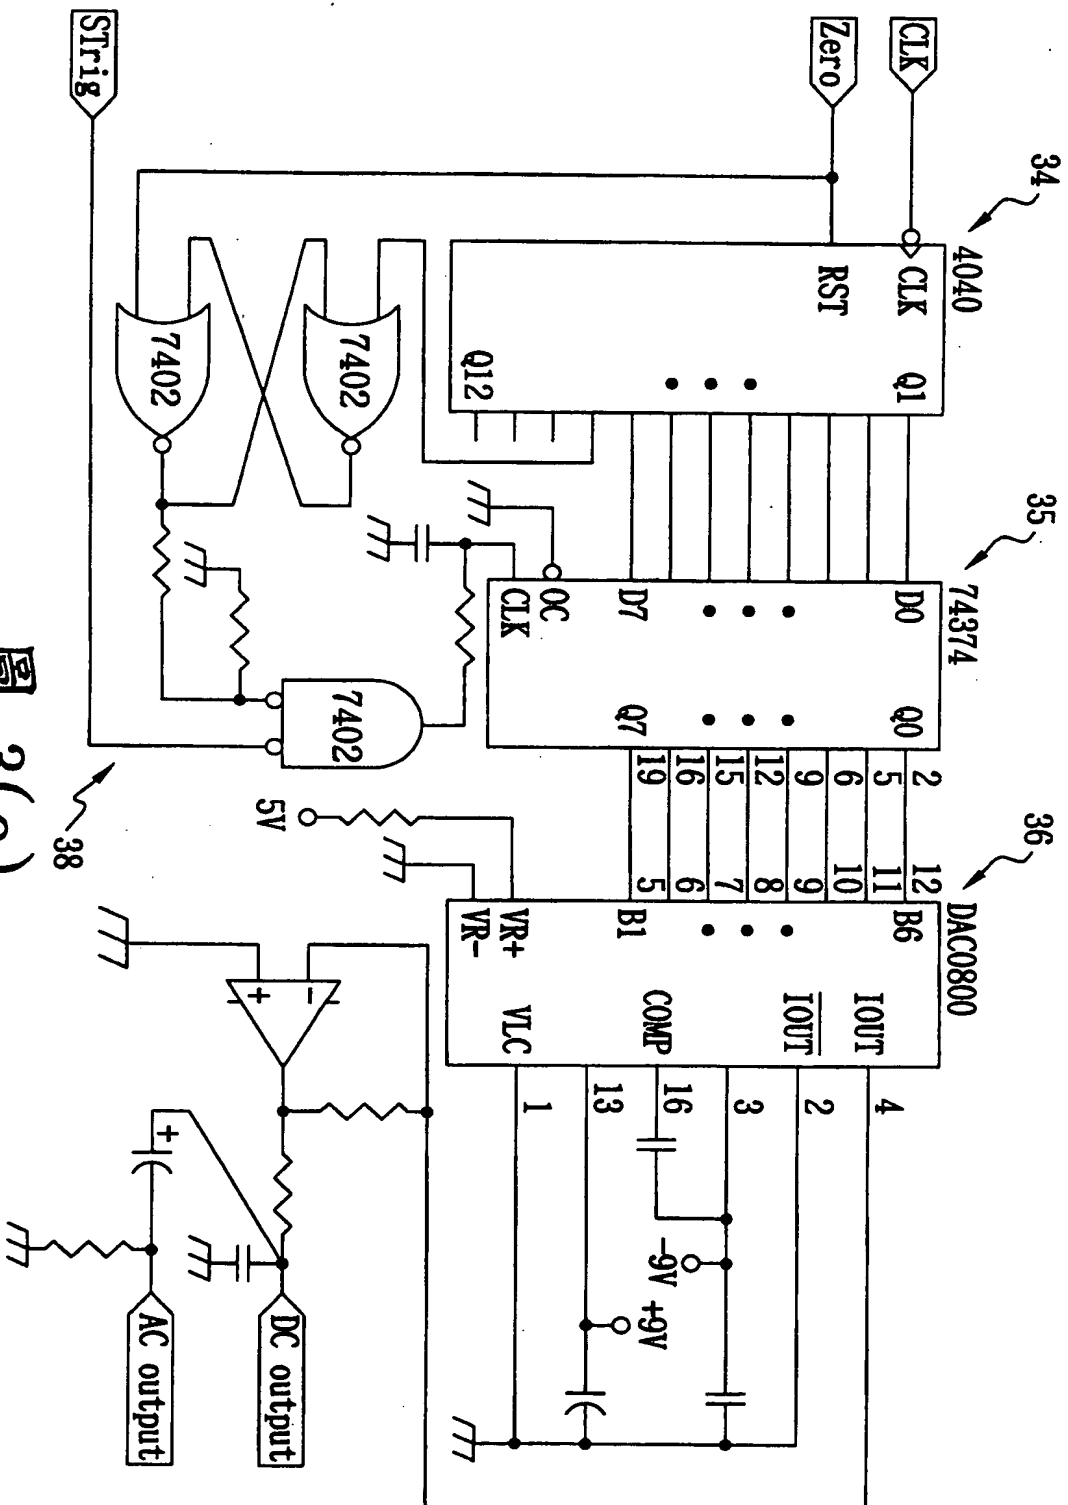 CLK
Zero
STrig
34
4040
CLK
RST
Q1
Q12
7402
7402
35
74374
D0
D7
OC
CLK
Q0
Q7
7402
38
2
5
6
9
12
15
16
19
36
12
11
10
9
8
7
6
5
DAC0800
B6
B1
VR+
VR-
IOUT
IOUT
COMP
VLC
4
2
3
16
13
1
5V
-9V
+9V
+
-
+
DC output
AC output